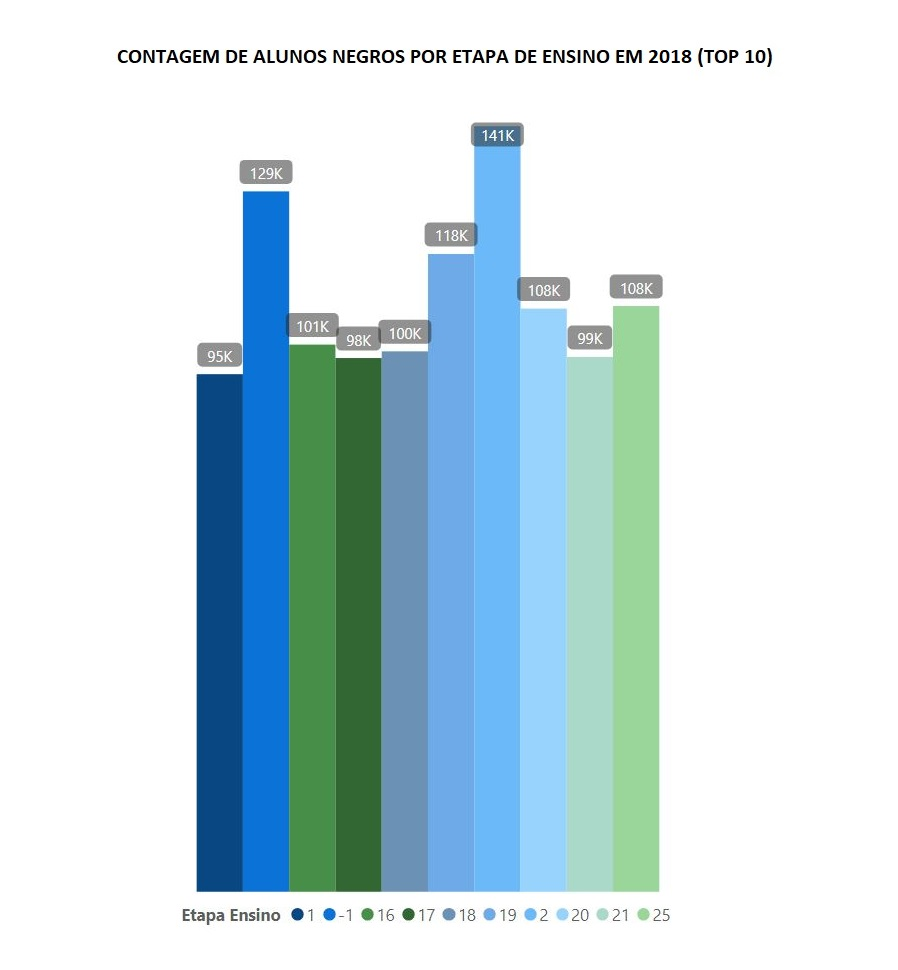 CONTAGEM DE ALUNOS NEGROS POR ETAPA DE ENSINO EM 2018 (TOP 10)
141K
129K
118K
108K
108K
101K
100K
98K
99K
95K
Etapa Ensino 1 -1 16 17 18 19 2 20 21 25